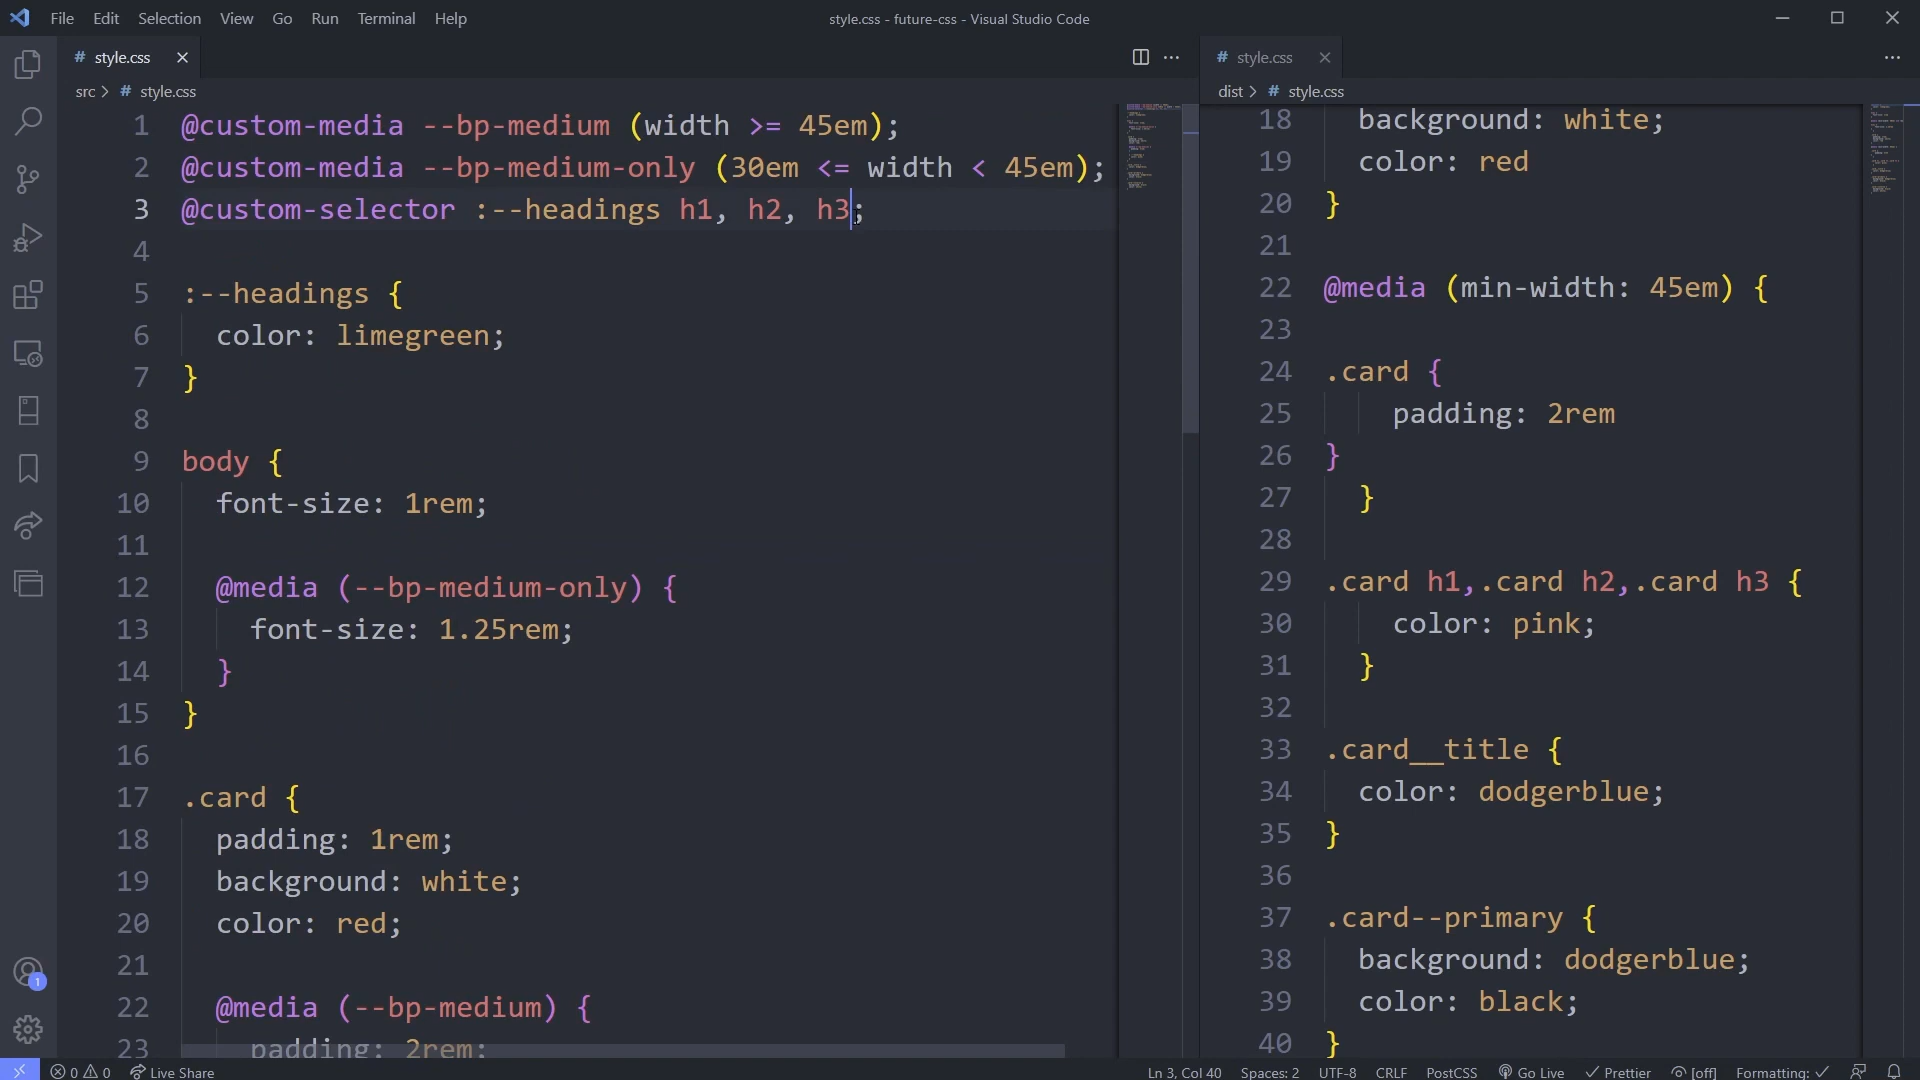 File Edit Selection View Go Run Terminal Help
style.css - future-css - Visual Studio Code
# style.css
src > # style.css
1 @custom-media --bp-medium (width >= 45em);
2 @custom-media --bp-medium-only (30em <= width < 45em);
3 @custom-selector :--headings h1, h2, h3;
4
5 :--headings {
6 color: limegreen;
7 }
8
9 body {
10 font-size: 1rem;
11
12 @media (--bp-medium-only) {
13 font-size: 1.25rem;
14 }
15 }
16
17 .card {
18 padding: 1rem;
19 background: white;
20 color: red;
21
22 @media (--bp-medium) {
23 padding: 2rem;
# style.css
dist > # style.css
18 background: white;
19 color: red
20 }
21
22 @media (min-width: 45em) {
23
24 .card {
25 padding: 2rem
26 }
27 }
28
29 .card h1,.card h2,.card h3 {
30 color: pink;
31 }
32
33 .card__title {
34 color: dodgerblue;
35 }
36
37 .card--primary {
38 background: dodgerblue;
39 color: black;
40 }
1
0 0 Live Share
Ln 3, Col 40 Spaces: 2 UTF-8 CRLF PostCSS Go Live Prettier [off] Formatting: ✓